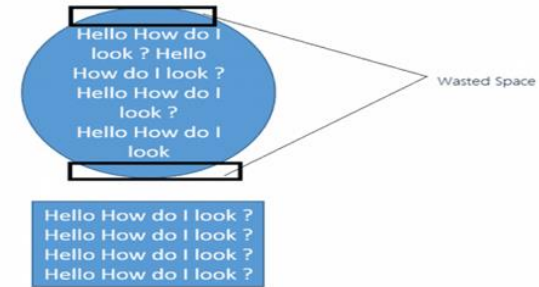 Hello How do I
look ? Hello
How do I look ?
Hello How do I
look ?
Hello How do I
look
Wasted Space
Hello How do I look ?
Hello How do I look ?
Hello How do I look ?
Hello How do I look ?